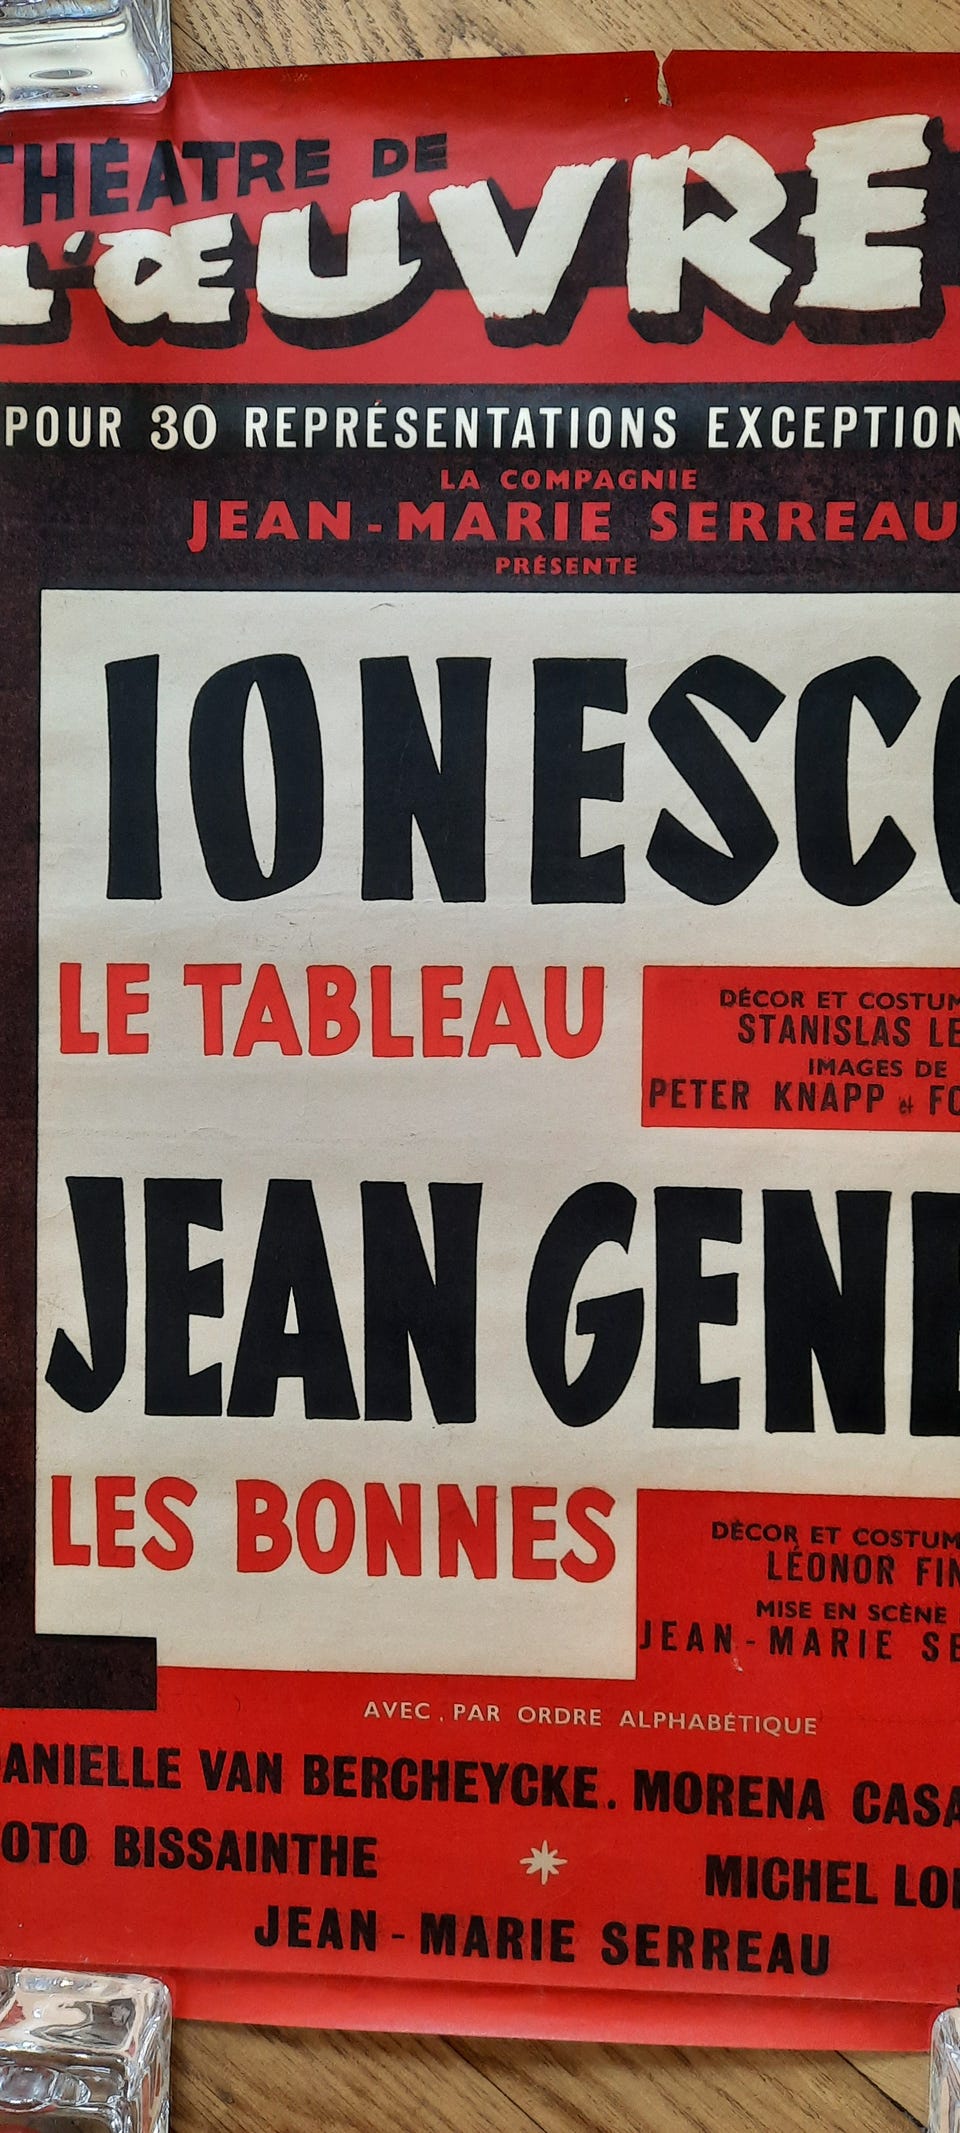 THÉATRE DE
L'ŒUVRE
POUR 30 REPRÉSENTATIONS EXCEPTION
LA COMPAGNIE
JEAN-MARIE SERREAU
PRÉSENTE
IONESCO
LE TABLEAU
DÉCOR ET COSTUM
STANISLAS LE
IMAGES DE
PETER KNAPP et FO
JEAN GENE
LES BONNES
DÉCOR ET COSTUM
LÉONOR FIN
MISE EN SCÈNE
JEAN-MARIE SE
AVEC, PAR ORDRE ALPHABÉTIQUE
DANIELLE VAN BERCHEYCKE. MORENA CASA
OTO BISSAINTHE * MICHEL LO
JEAN-MARIE SERREAU